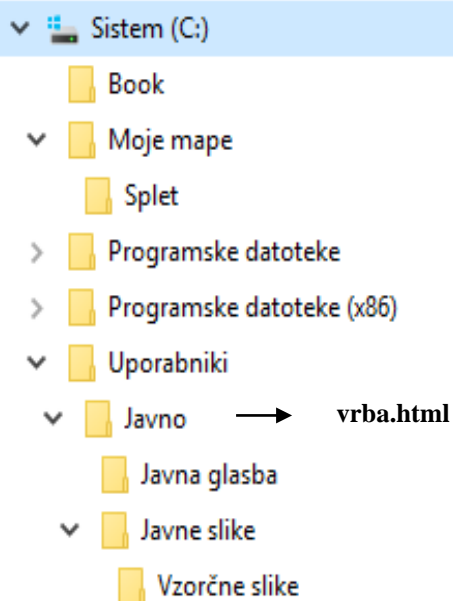 Sistem (C:)
Book
Moje mape
Splet
Programske datoteke
Programske datoteke (x86)
Uporabniki
Javno vrba.html
Javna glasba
Javne slike
Vzorčne slike